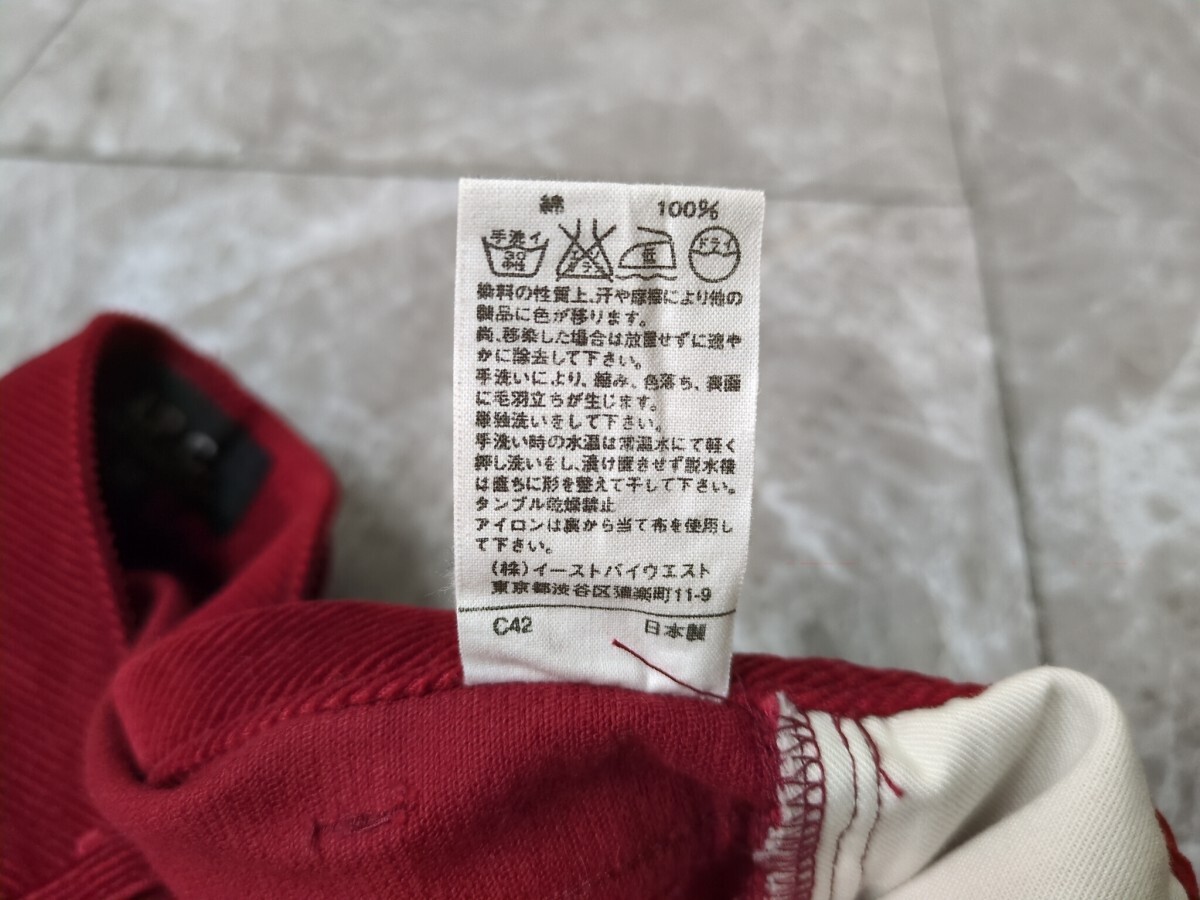 綿 100%
手洗イ 30 中性 エンソサラシ 低 ドライ
染料の性質上、汗や摩擦により他の
製品に色が移ります。
尚、移染した場合は放置せずに速や
かに除去して下さい。
手洗いにより、縮み、色落ち、表面
に毛羽立ちが生じます。
単独洗いをして下さい。
手洗い時の水温は常温水にて軽く
押し洗いをし、漬け置きせず脱水後
は直ちに形を整えて干して下さい。
タンブル乾燥禁止
アイロンは裏から当て布を使用し
て下さい。
(株)イーストバイウエスト
東京都渋谷区猿楽町11-9
C42 日本製